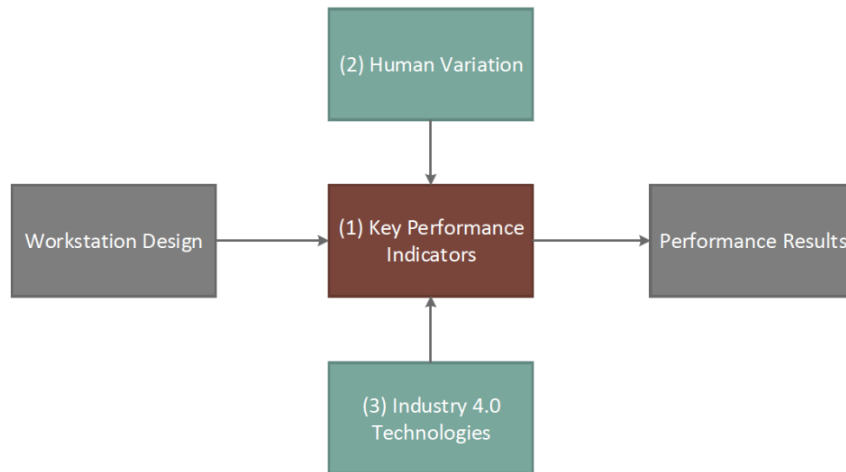 (2) Human Variation
Workstation Design
(1) Key Performance
Indicators
Performance Results
(3) Industry 4.0
Technologies